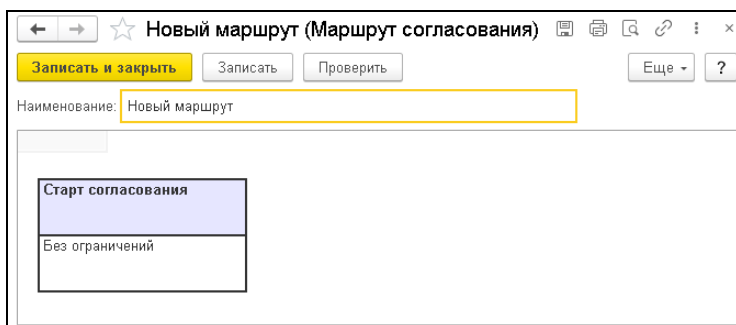 Новый маршрут (Маршрут согласования)
Записать и закрыть Записать Проверить Еще ?
Наименование: Новый маршрут
Старт согласования
Без ограничений